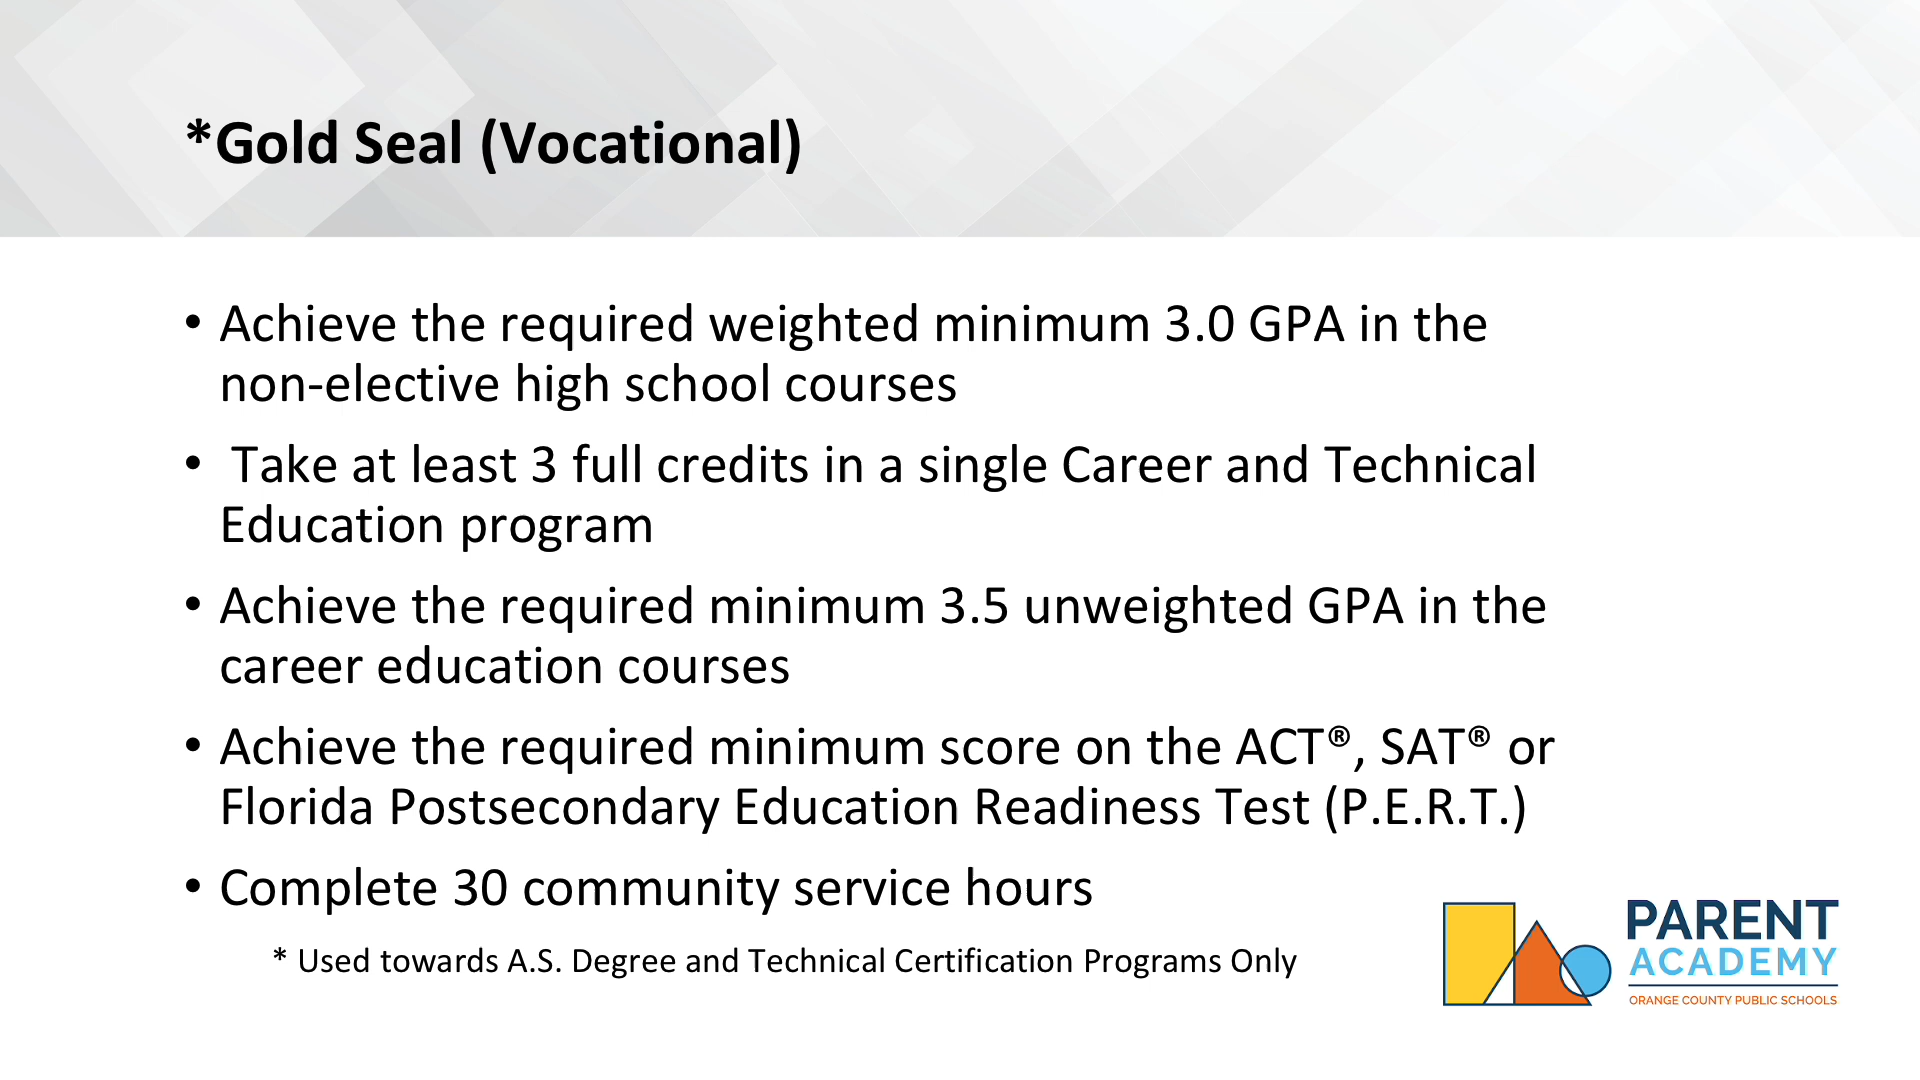 *Gold Seal (Vocational)
• Achieve the required weighted minimum 3.0 GPA in the
non-elective high school courses
• Take at least 3 full credits in a single Career and Technical
Education program
• Achieve the required minimum 3.5 unweighted GPA in the
career education courses
• Achieve the required minimum score on the ACT®, SAT® or
Florida Postsecondary Education Readiness Test (P.E.R.T.)
• Complete 30 community service hours
* Used towards A.S. Degree and Technical Certification Programs Only
PARENT
ACADEMY
ORANGE COUNTY PUBLIC SCHOOLS